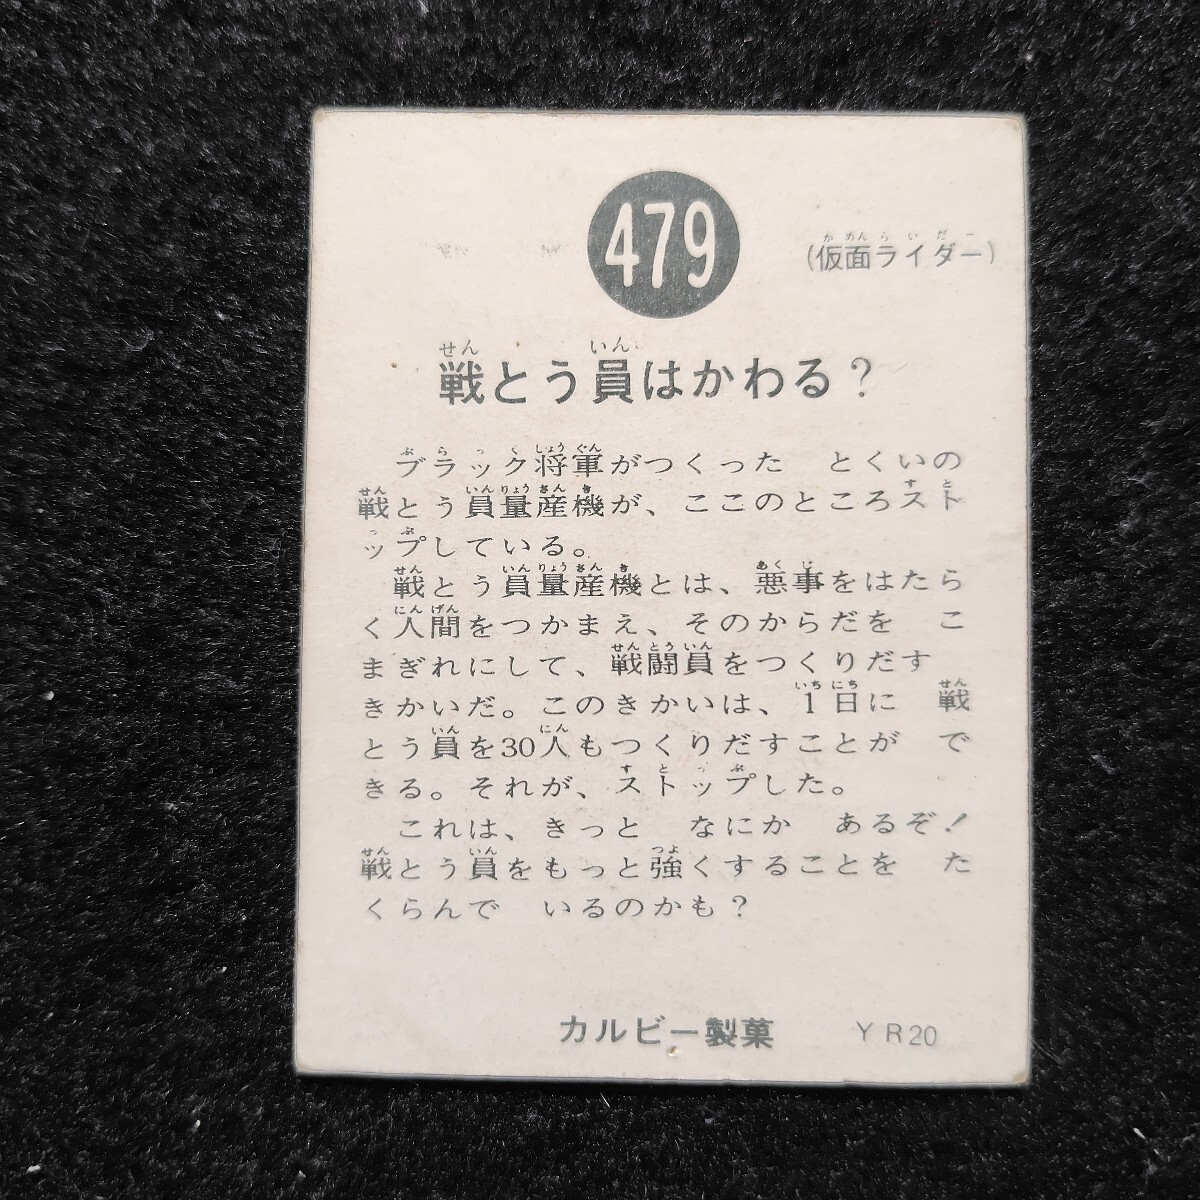 479
(仮面ライダー)
戦とう員はかわる?
ブラック将軍がつくった　とくいの
戦とう員量産機が、ここのところスト
ップしている。
戦とう員量産機とは、悪事をはたら
く人間をつかまえ、そのからだを　こ
まぎれにして、戦闘員をつくりだす
きかいだ。このきかいは、1日に　戦
とう員を30人もつくりだすことが　で
きる。それが、ストップした。
これは、きっと　なにか　あるぞ!
戦とう員をもっと強くすることを　た
くらんで　いるのかも?
カルビー製菓　YR20